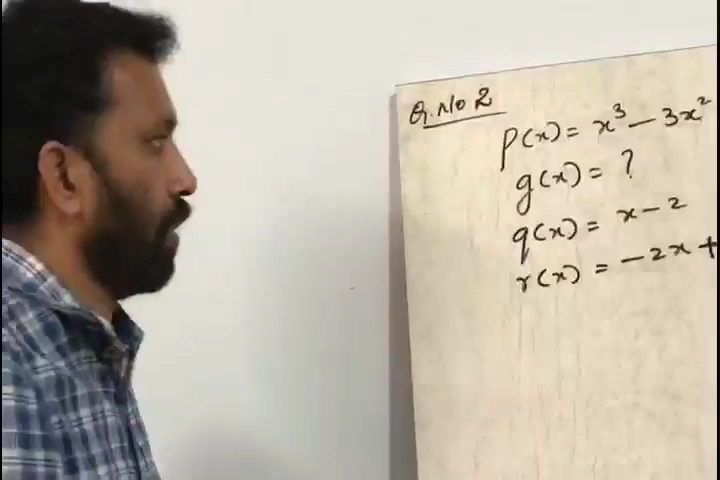 Q.No 2
p(x) = x³ - 3x²
g(x) = ?
q(x) = x - 2
r(x) = - 2x +